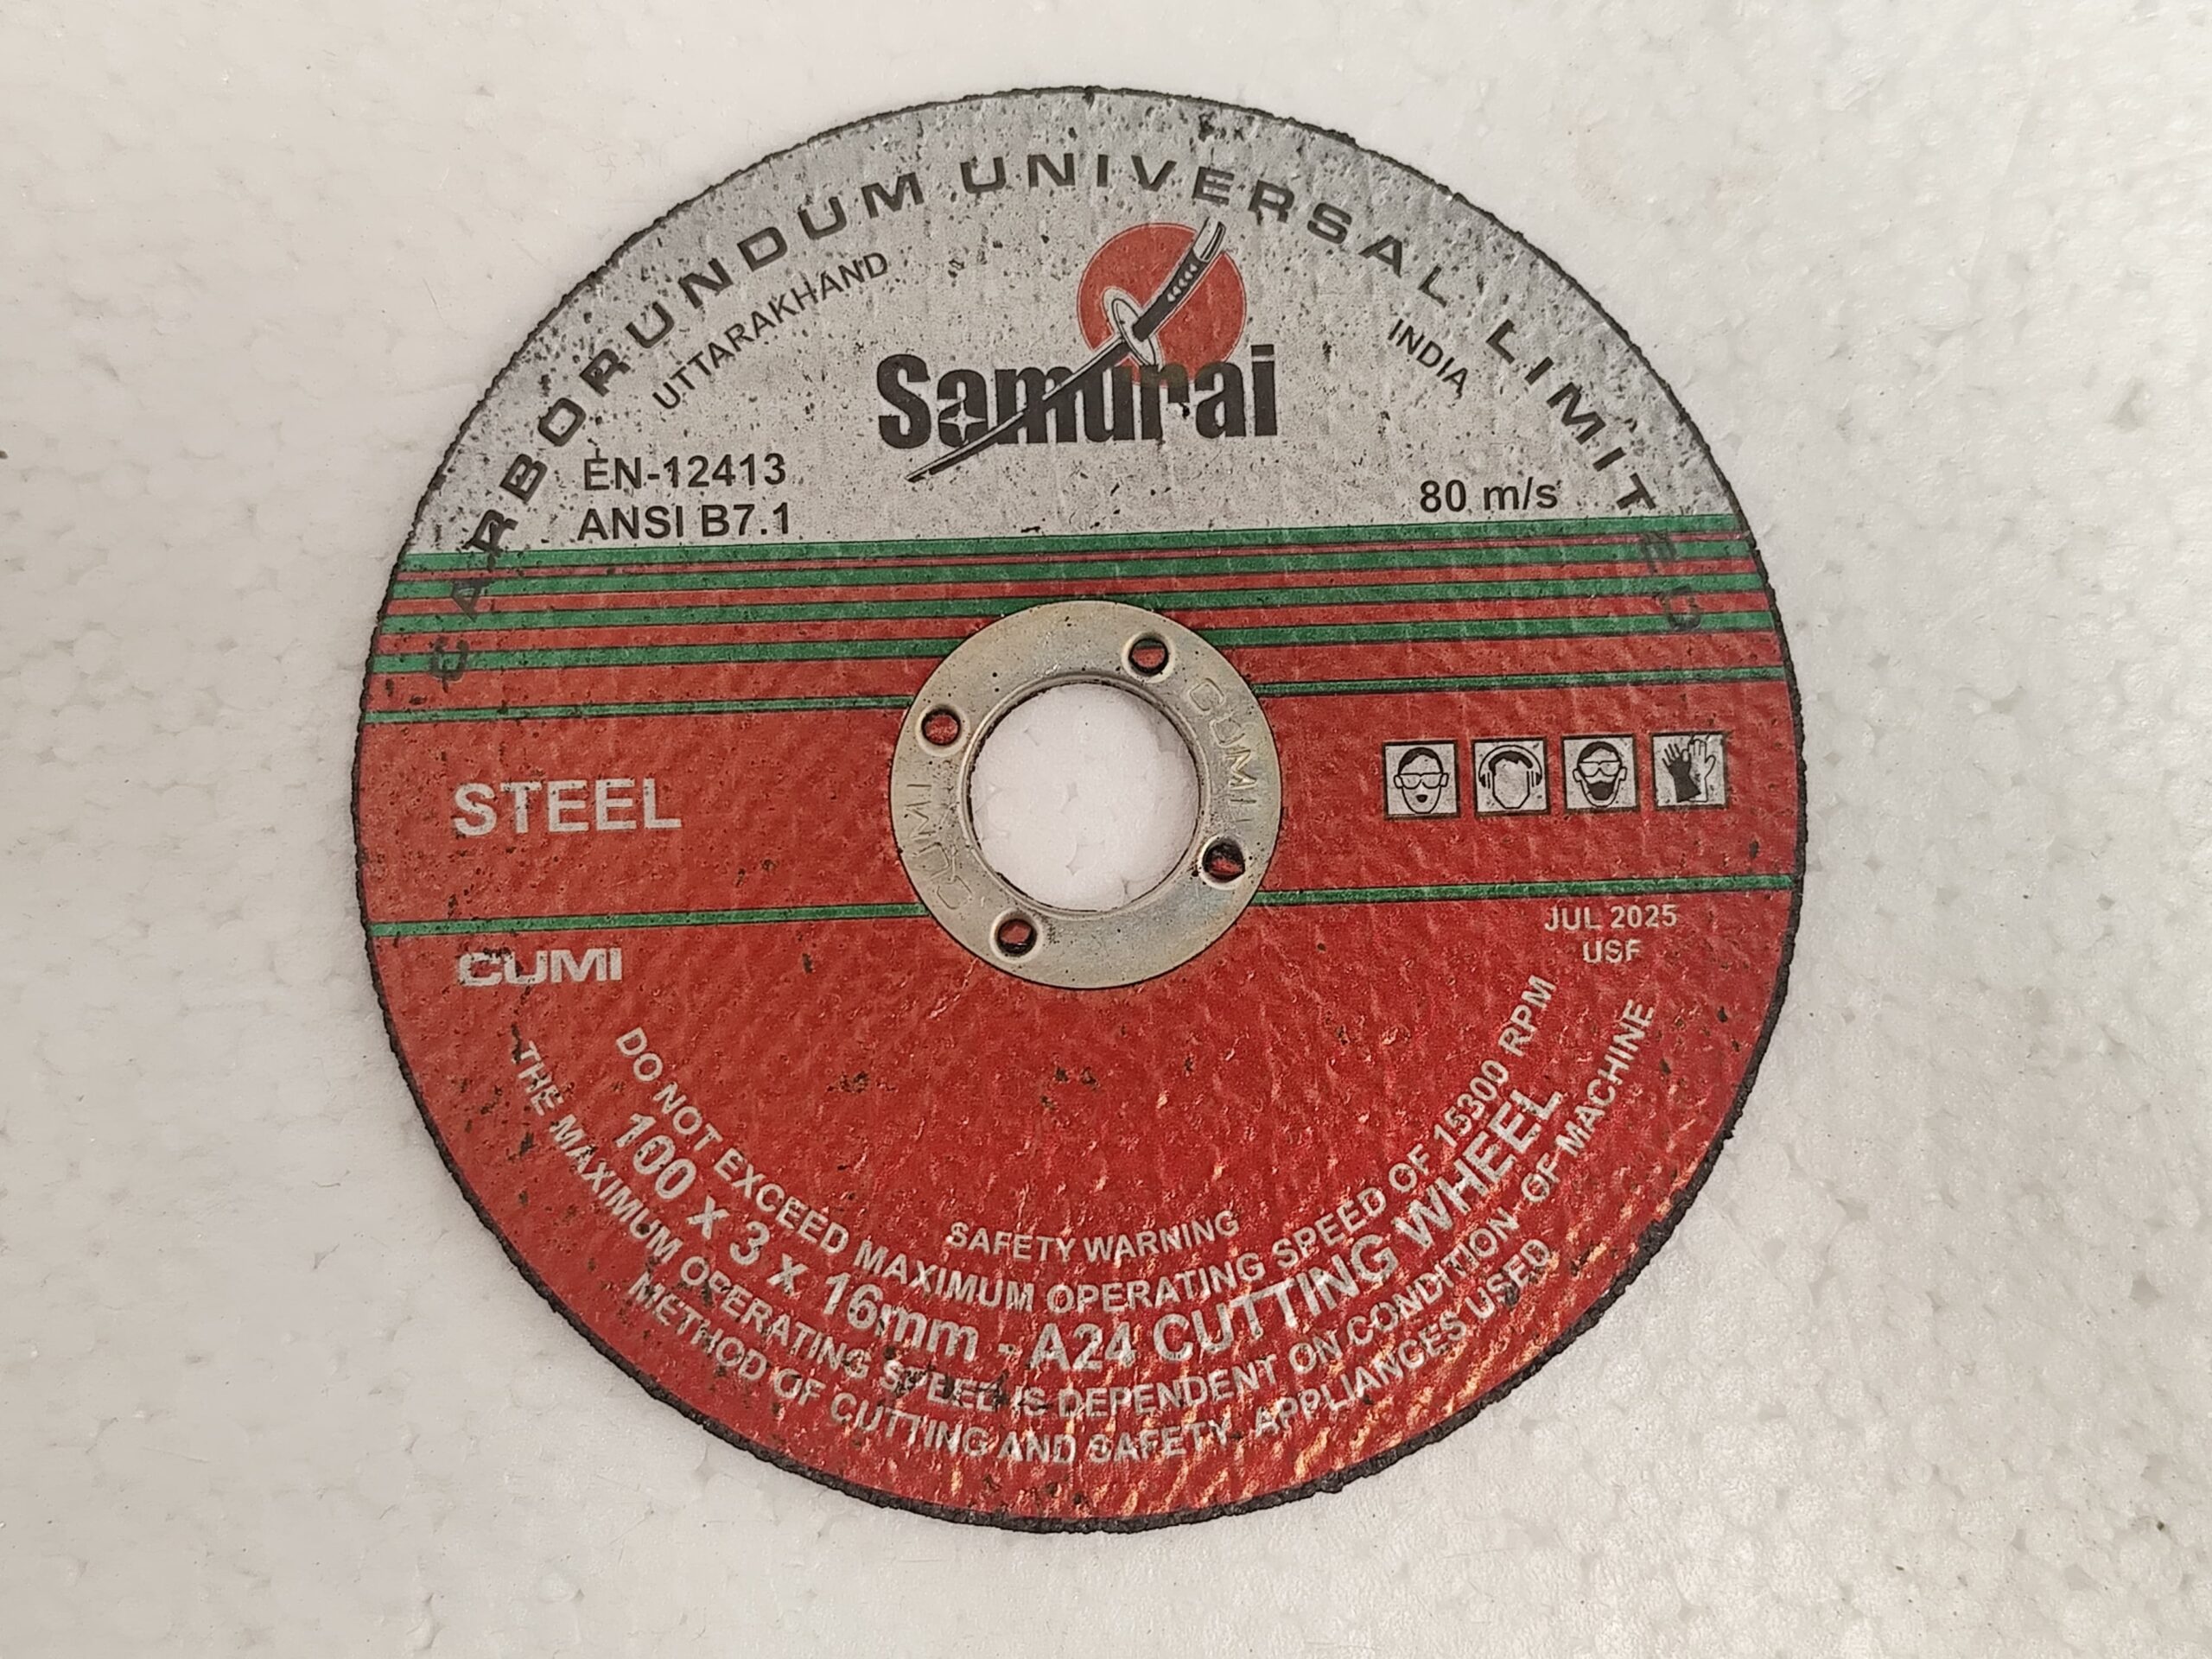 CARBORUNDUM UNIVERSAL LIMITED
UTTARAKHAND
INDIA
Samurai
EN-12413
ANSI B7.1
80 m/s
CUMI
CUMI
STEEL
CUMI
JUL 2025
USF
SAFETY WARNING
DO NOT EXCEED MAXIMUM OPERATING SPEED OF 15300 RPM
100 x 3 x 16mm - A24 CUTTING WHEEL
THE MAXIMUM OPERATING SPEED IS DEPENDENT ON CONDITION OF MACHINE
METHOD OF CUTTING AND SAFETY APPLIANCES USED